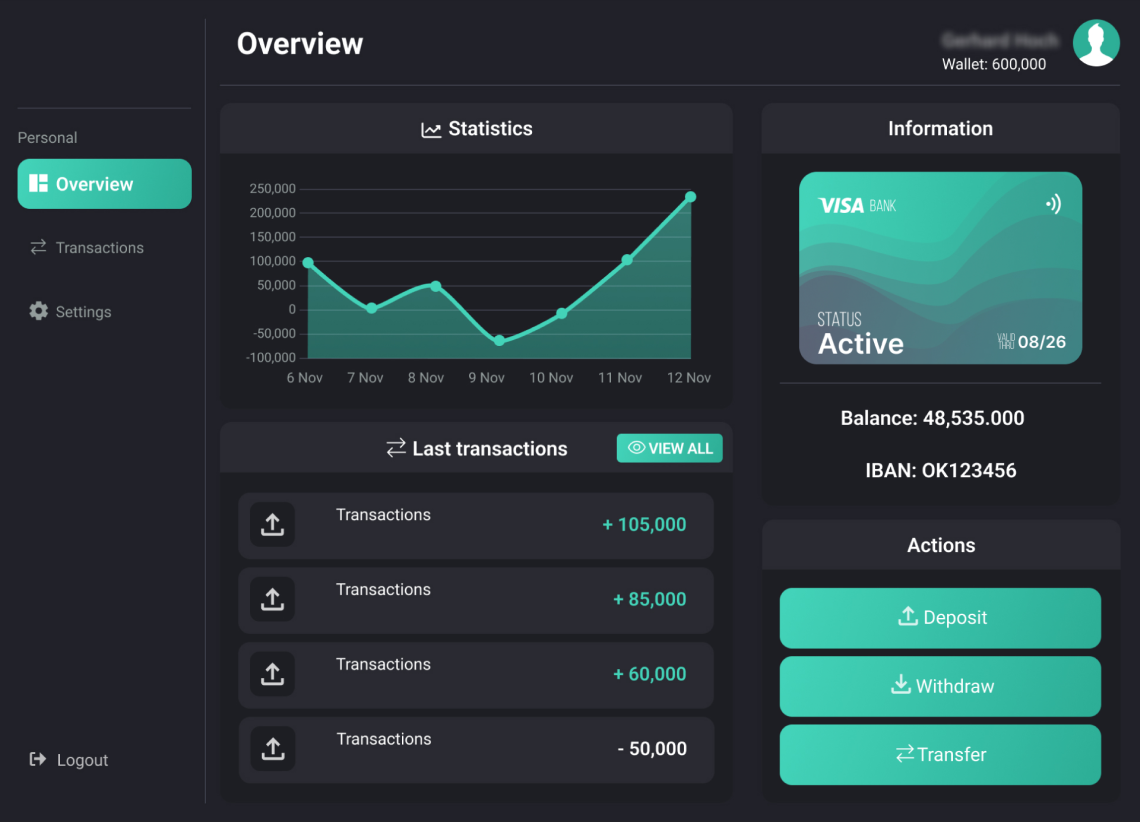 Overview
Wallet: 600,000
Personal
Overview
Transactions
Settings
Logout
Statistics
250,000
200,000
150,000
100,000
50,000
0
-50,000
-100,000
6 Nov 7 Nov 8 Nov 9 Nov 10 Nov 11 Nov 12 Nov
Last transactions
VIEW ALL
Transactions + 105,000
Transactions + 85,000
Transactions + 60,000
Transactions - 50,000
Information
VISA BANK
STATUS
Active
VALID
THRU
08/26
Balance: 48,535.000
IBAN: OK123456
Actions
Deposit
Withdraw
Transfer